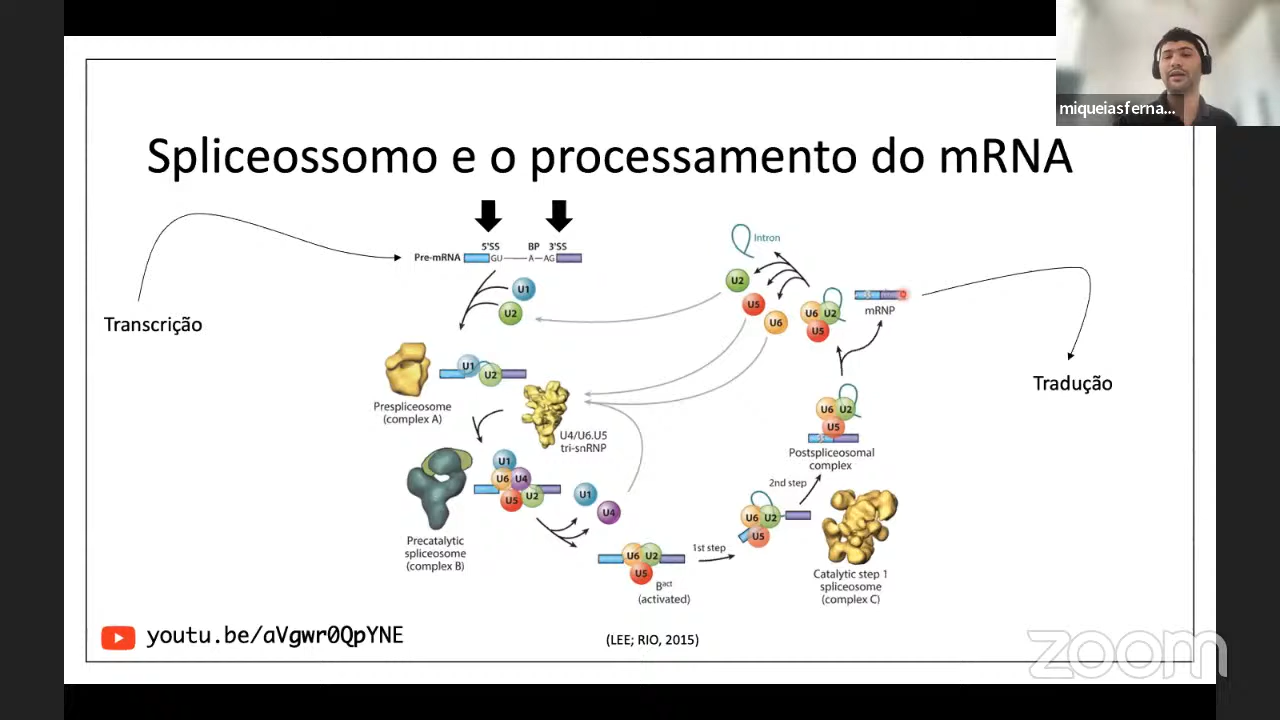 miqueiasferna...
Spliceossomo e o processamento do mRNA
Transcrição
Pre-mRNA
5'SS
BP
3'SS
GU
A
AG
U1
U2
U1
U2
Prespliceosome
(complex A)
U4/U6.U5
tri-snRNP
U1
U6
U4
U5
U2
Precatalytic
spliceosome
(complex B)
U1
U4
U6
U2
U5
Bact
(activated)
1st step
U6
U2
U5
Catalytic step 1
spliceosome
(complex C)
2nd step
U6
U2
U5
Postspliceosomal
complex
U6
U2
U5
mRNP
Intron
U2
U5
U6
Tradução
youtu.be/aVgwr0QpYNE
(LEE; RIO, 2015)
zoom